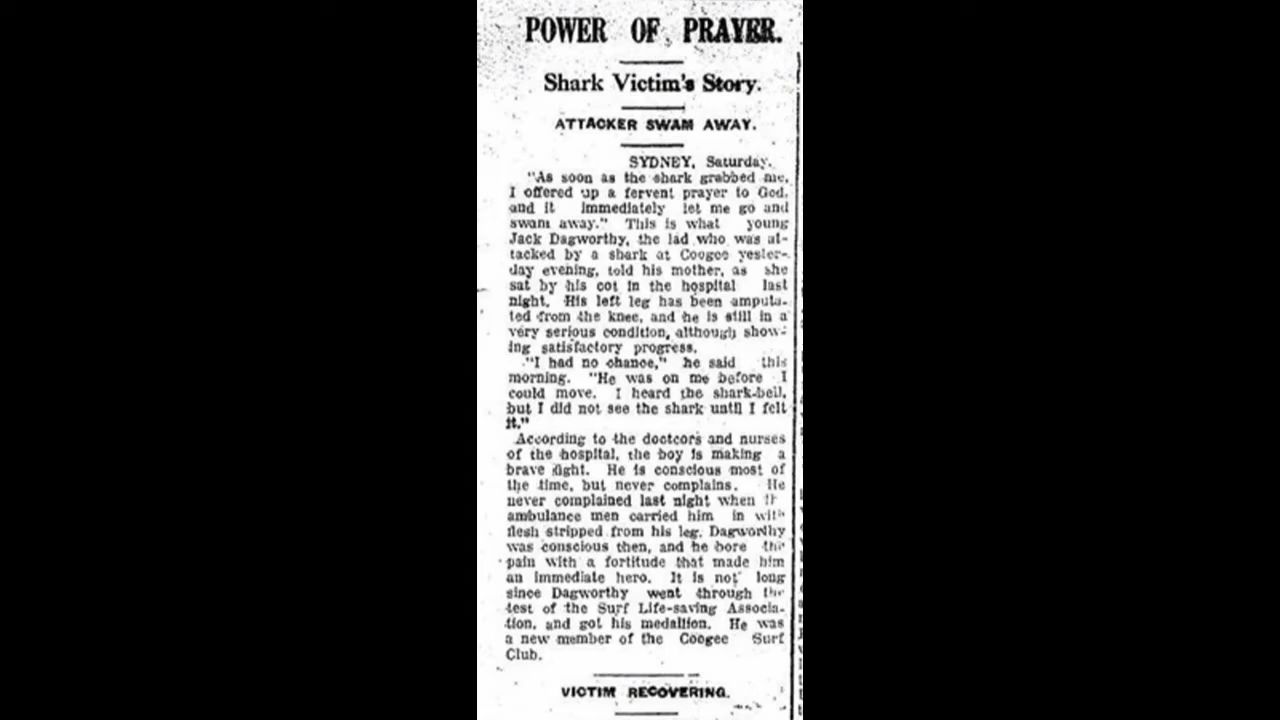 POWER OF PRAYER.
Shark Victim's Story.
ATTACKER SWAM AWAY.
SYDNEY, Saturday.
"As soon as the shark grabbed me,
I offered up a fervent prayer to God,
and it immediately let me go and
swam away." This is what young
Jack Dagworthy, the lad who was at-
tacked by a shark at Coogee yester-
day evening, told his mother, as she
sat by his cot in the hospital last
night. His left leg has been amputa-
ted from the knee, and he is still in a
very serious condition, although show-
ing satisfactory progress.
"I had no chance," he said this
morning. "He was on me before I
could move. I heard the shark-bell,
but I did not see the shark until I felt
it."
According to the doctcors and nurses
of the hospital, the boy is making a
brave fight. He is conscious most of
the time, but never complains. He
never complained last night when
ambulance men carried him in with
flesh stripped from his leg. Dagworthy
was conscious then, and he bore the
pain with a fortitude that made him
an immediate hero. It is not long
since Dagworthy went through the
test of the Surf Life-saving Associa-
tion, and got his medallion. He was
a new member of the Coogee Surf
Club.
VICTIM RECOVERING.